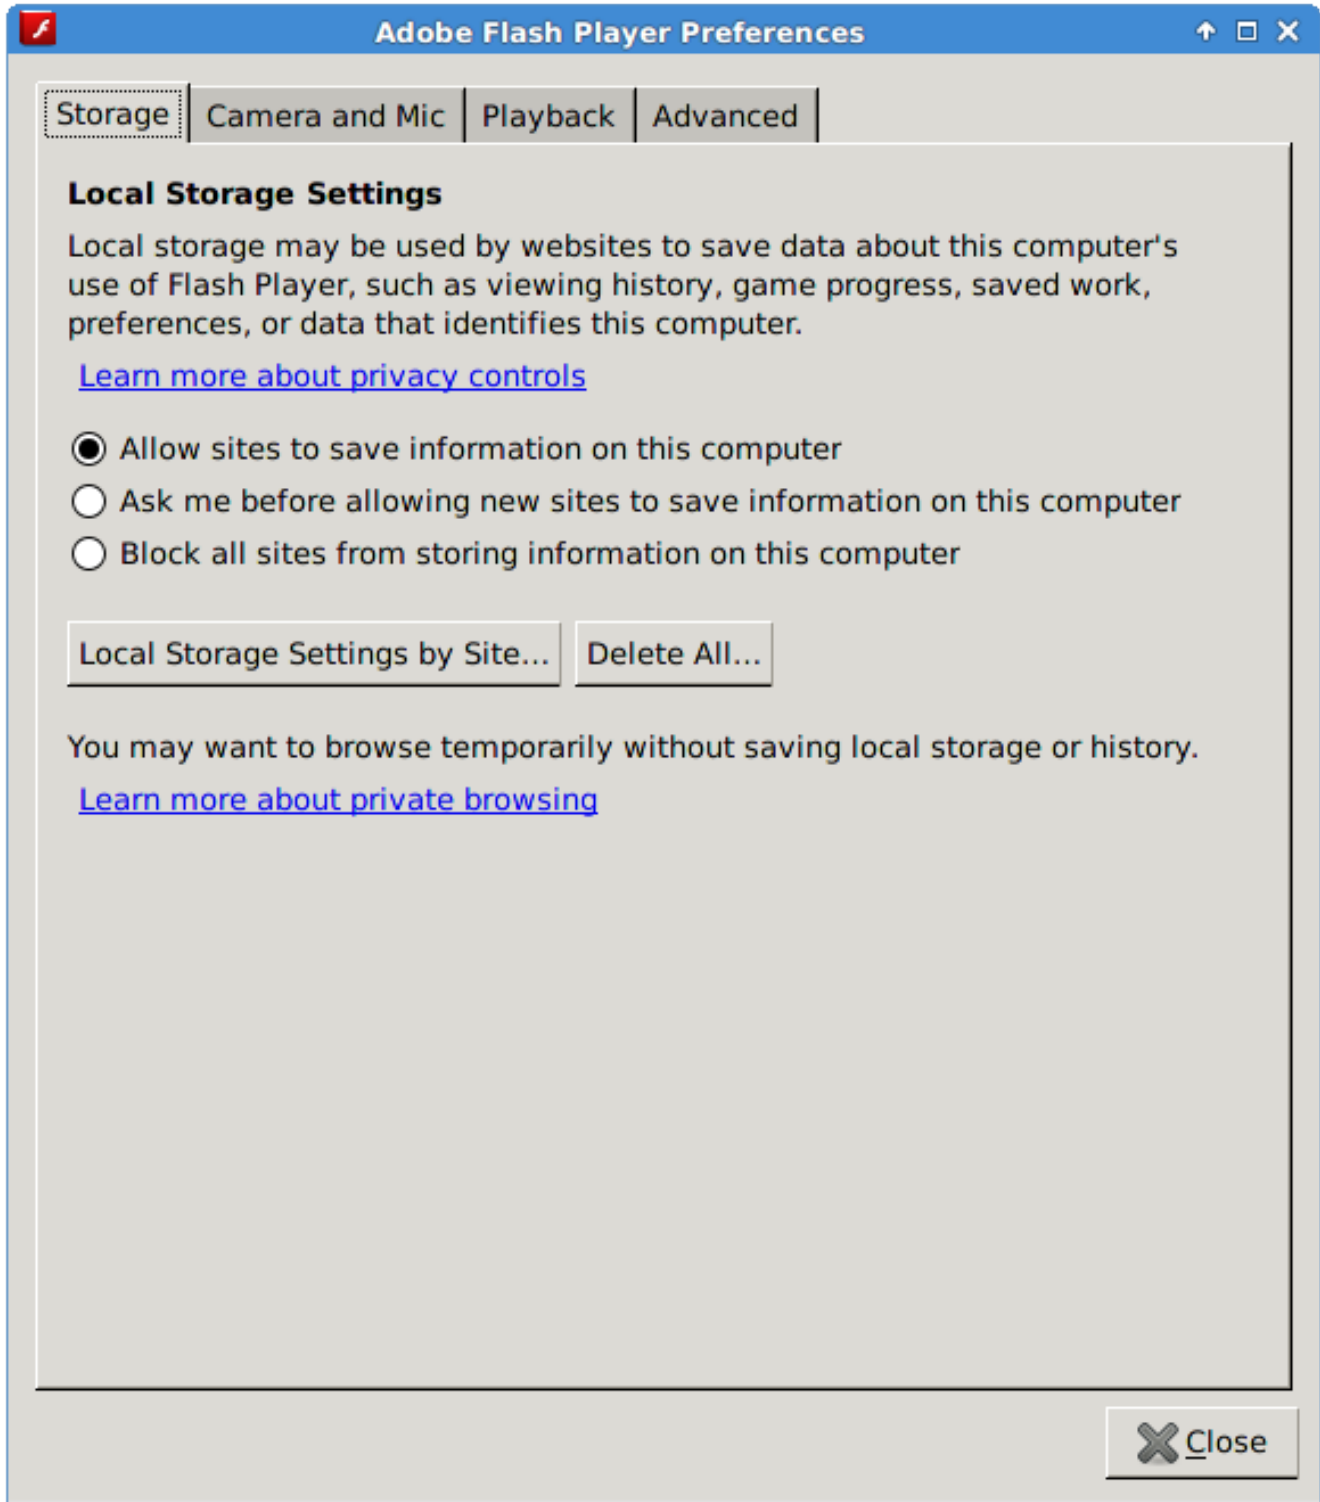 Adobe Flash Player Preferences
Storage
Camera and Mic
Playback
Advanced
Local Storage Settings
Local storage may be used by websites to save data about this computer's
use of Flash Player, such as viewing history, game progress, saved work,
preferences, or data that identifies this computer.
Learn more about privacy controls
Allow sites to save information on this computer
Ask me before allowing new sites to save information on this computer
Block all sites from storing information on this computer
Local Storage Settings by Site...
Delete All...
You may want to browse temporarily without saving local storage or history.
Learn more about private browsing
Close